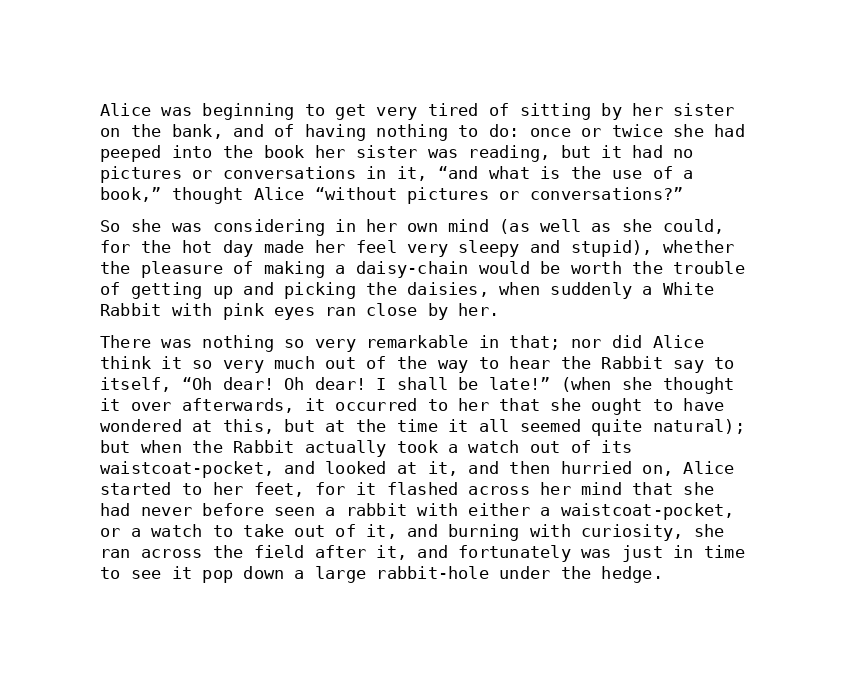 Alice was beginning to get very tired of sitting by her sister
on the bank, and of having nothing to do: once or twice she had
peeped into the book her sister was reading, but it had no
pictures or conversations in it, “and what is the use of a
book,” thought Alice “without pictures or conversations?”
So she was considering in her own mind (as well as she could,
for the hot day made her feel very sleepy and stupid), whether
the pleasure of making a daisy-chain would be worth the trouble
of getting up and picking the daisies, when suddenly a White
Rabbit with pink eyes ran close by her.
There was nothing so very remarkable in that; nor did Alice
think it so very much out of the way to hear the Rabbit say to
itself, “Oh dear! Oh dear! I shall be late!” (when she thought
it over afterwards, it occurred to her that she ought to have
wondered at this, but at the time it all seemed quite natural);
but when the Rabbit actually took a watch out of its
waistcoat-pocket, and looked at it, and then hurried on, Alice
started to her feet, for it flashed across her mind that she
had never before seen a rabbit with either a waistcoat-pocket,
or a watch to take out of it, and burning with curiosity, she
ran across the field after it, and fortunately was just in time
to see it pop down a large rabbit-hole under the hedge.